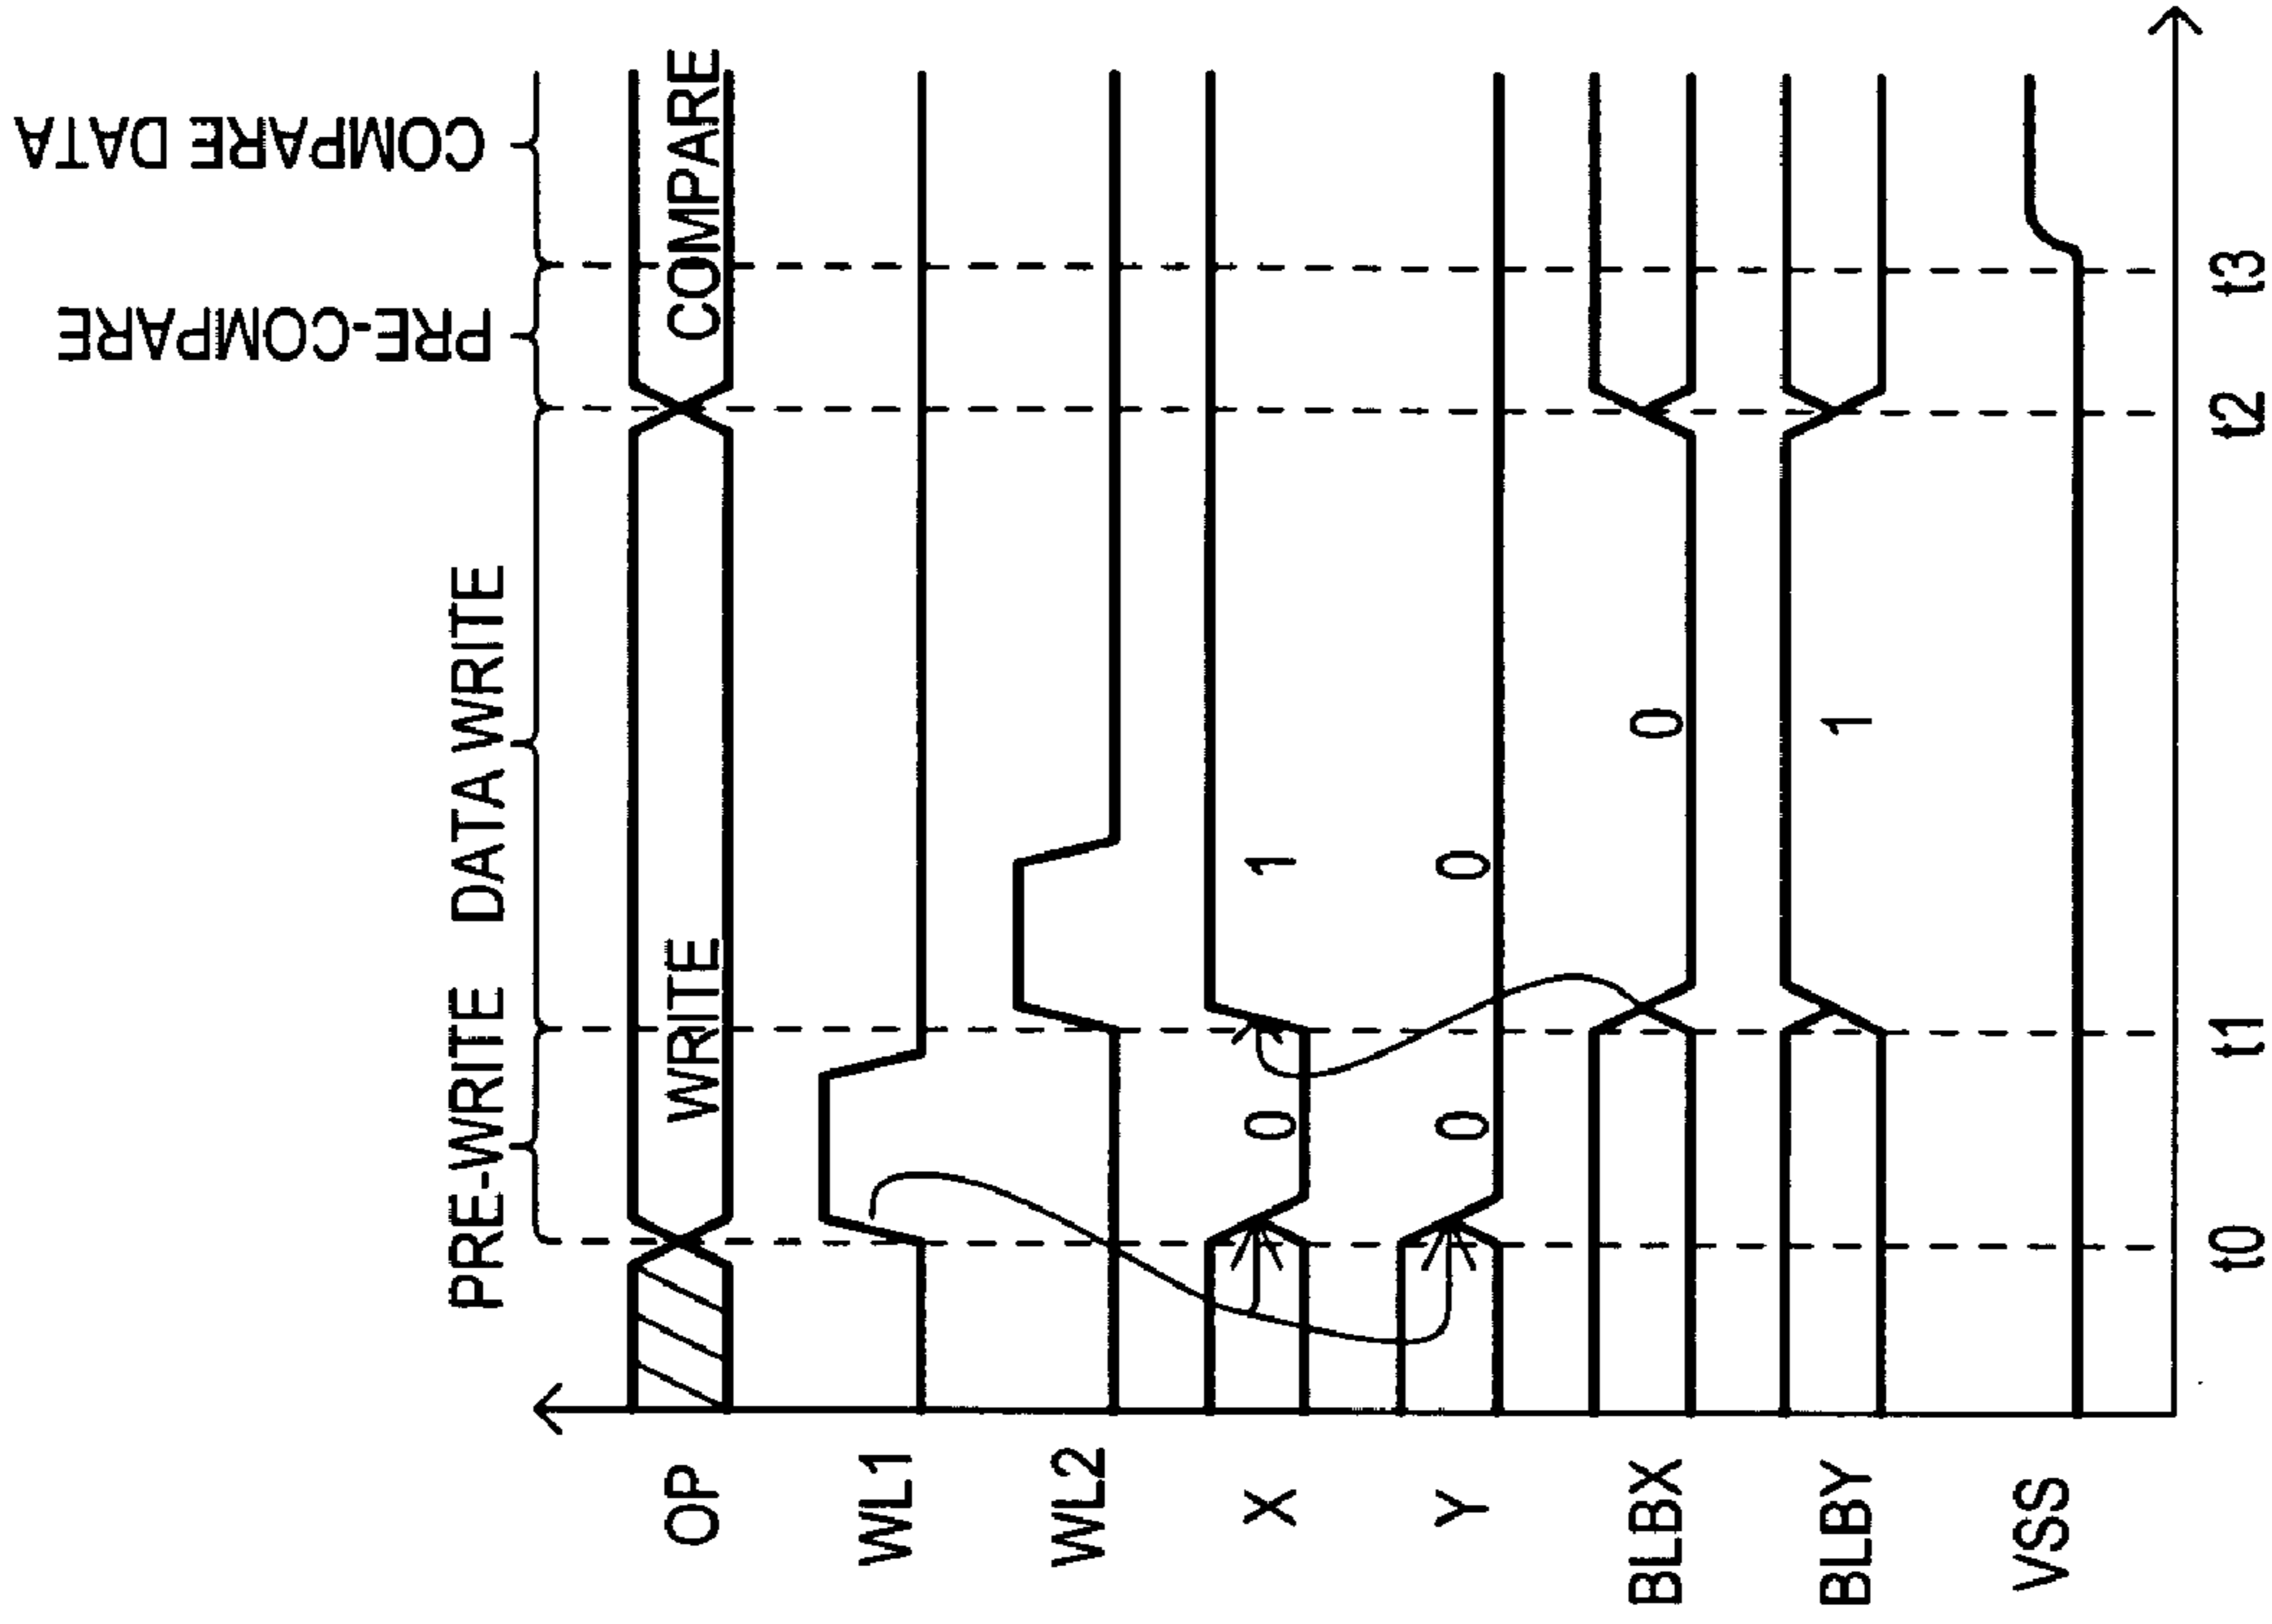 PRE-WRITE
DATA WRITE
PRE-COMPARE
COMPARE DATA
OP
WRITE
COMPARE
WL1
WL2
X
0
1
Y
0
0
BLBX
0
BLBY
1
VSS
t0
t1
t2
t3